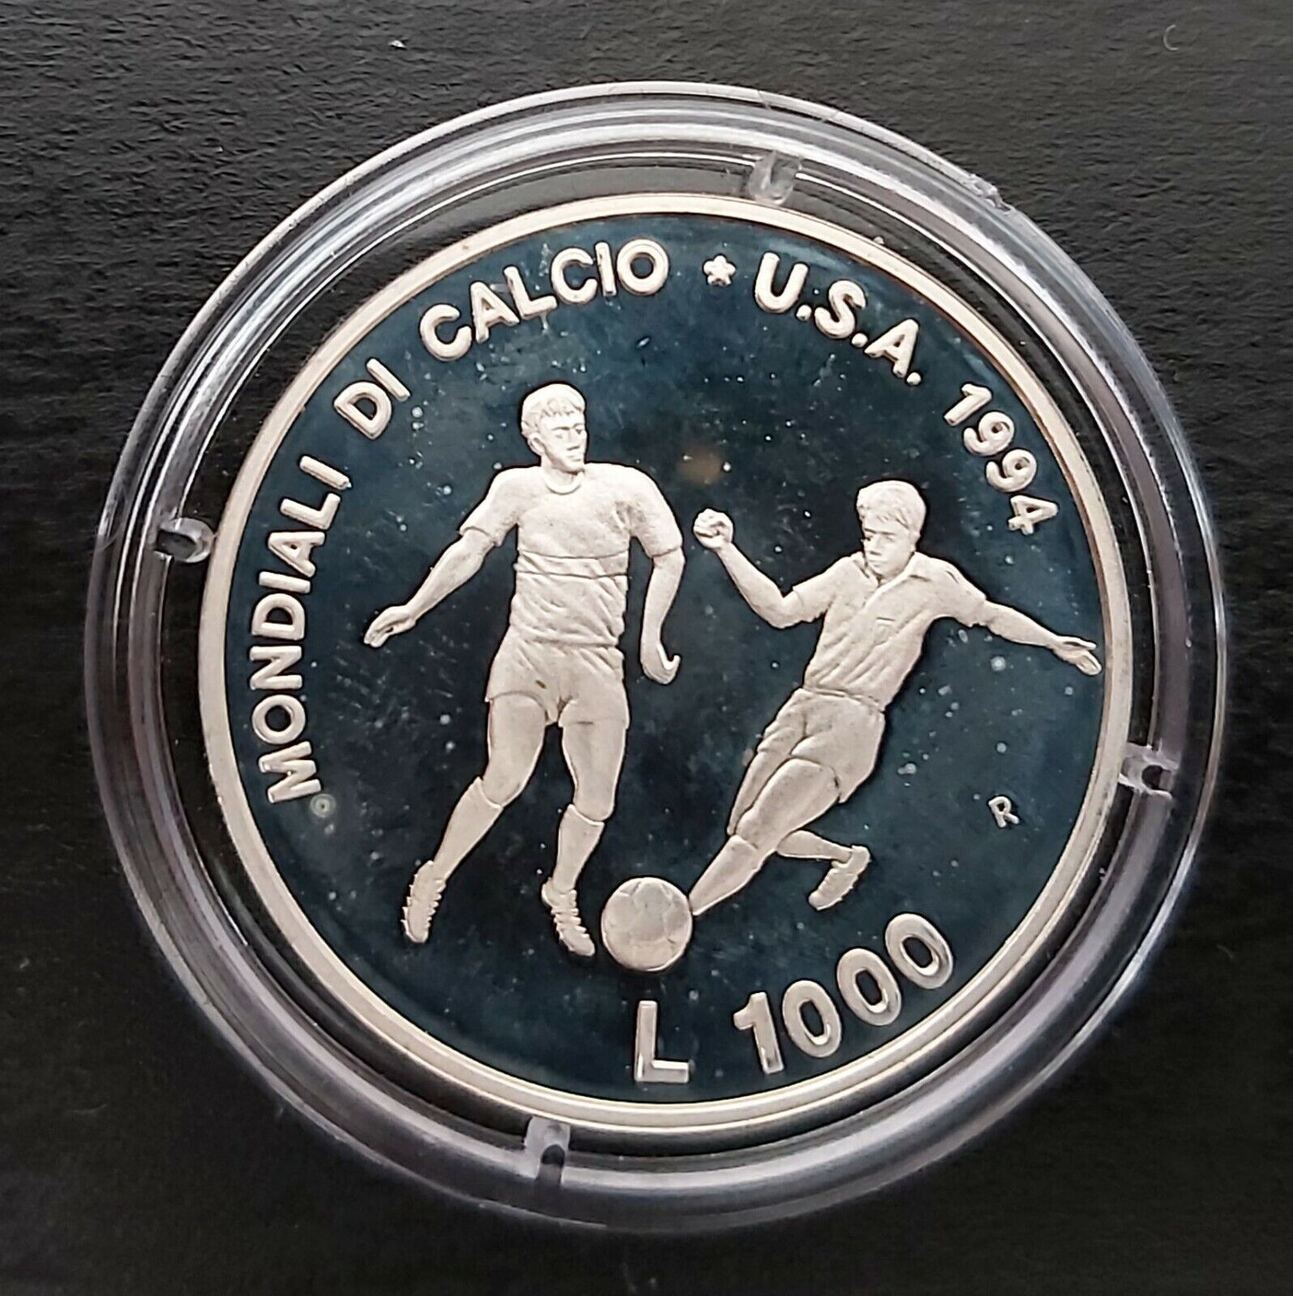 MONDIALI DI CALCIO * U.S.A. 1994
R
L 1000